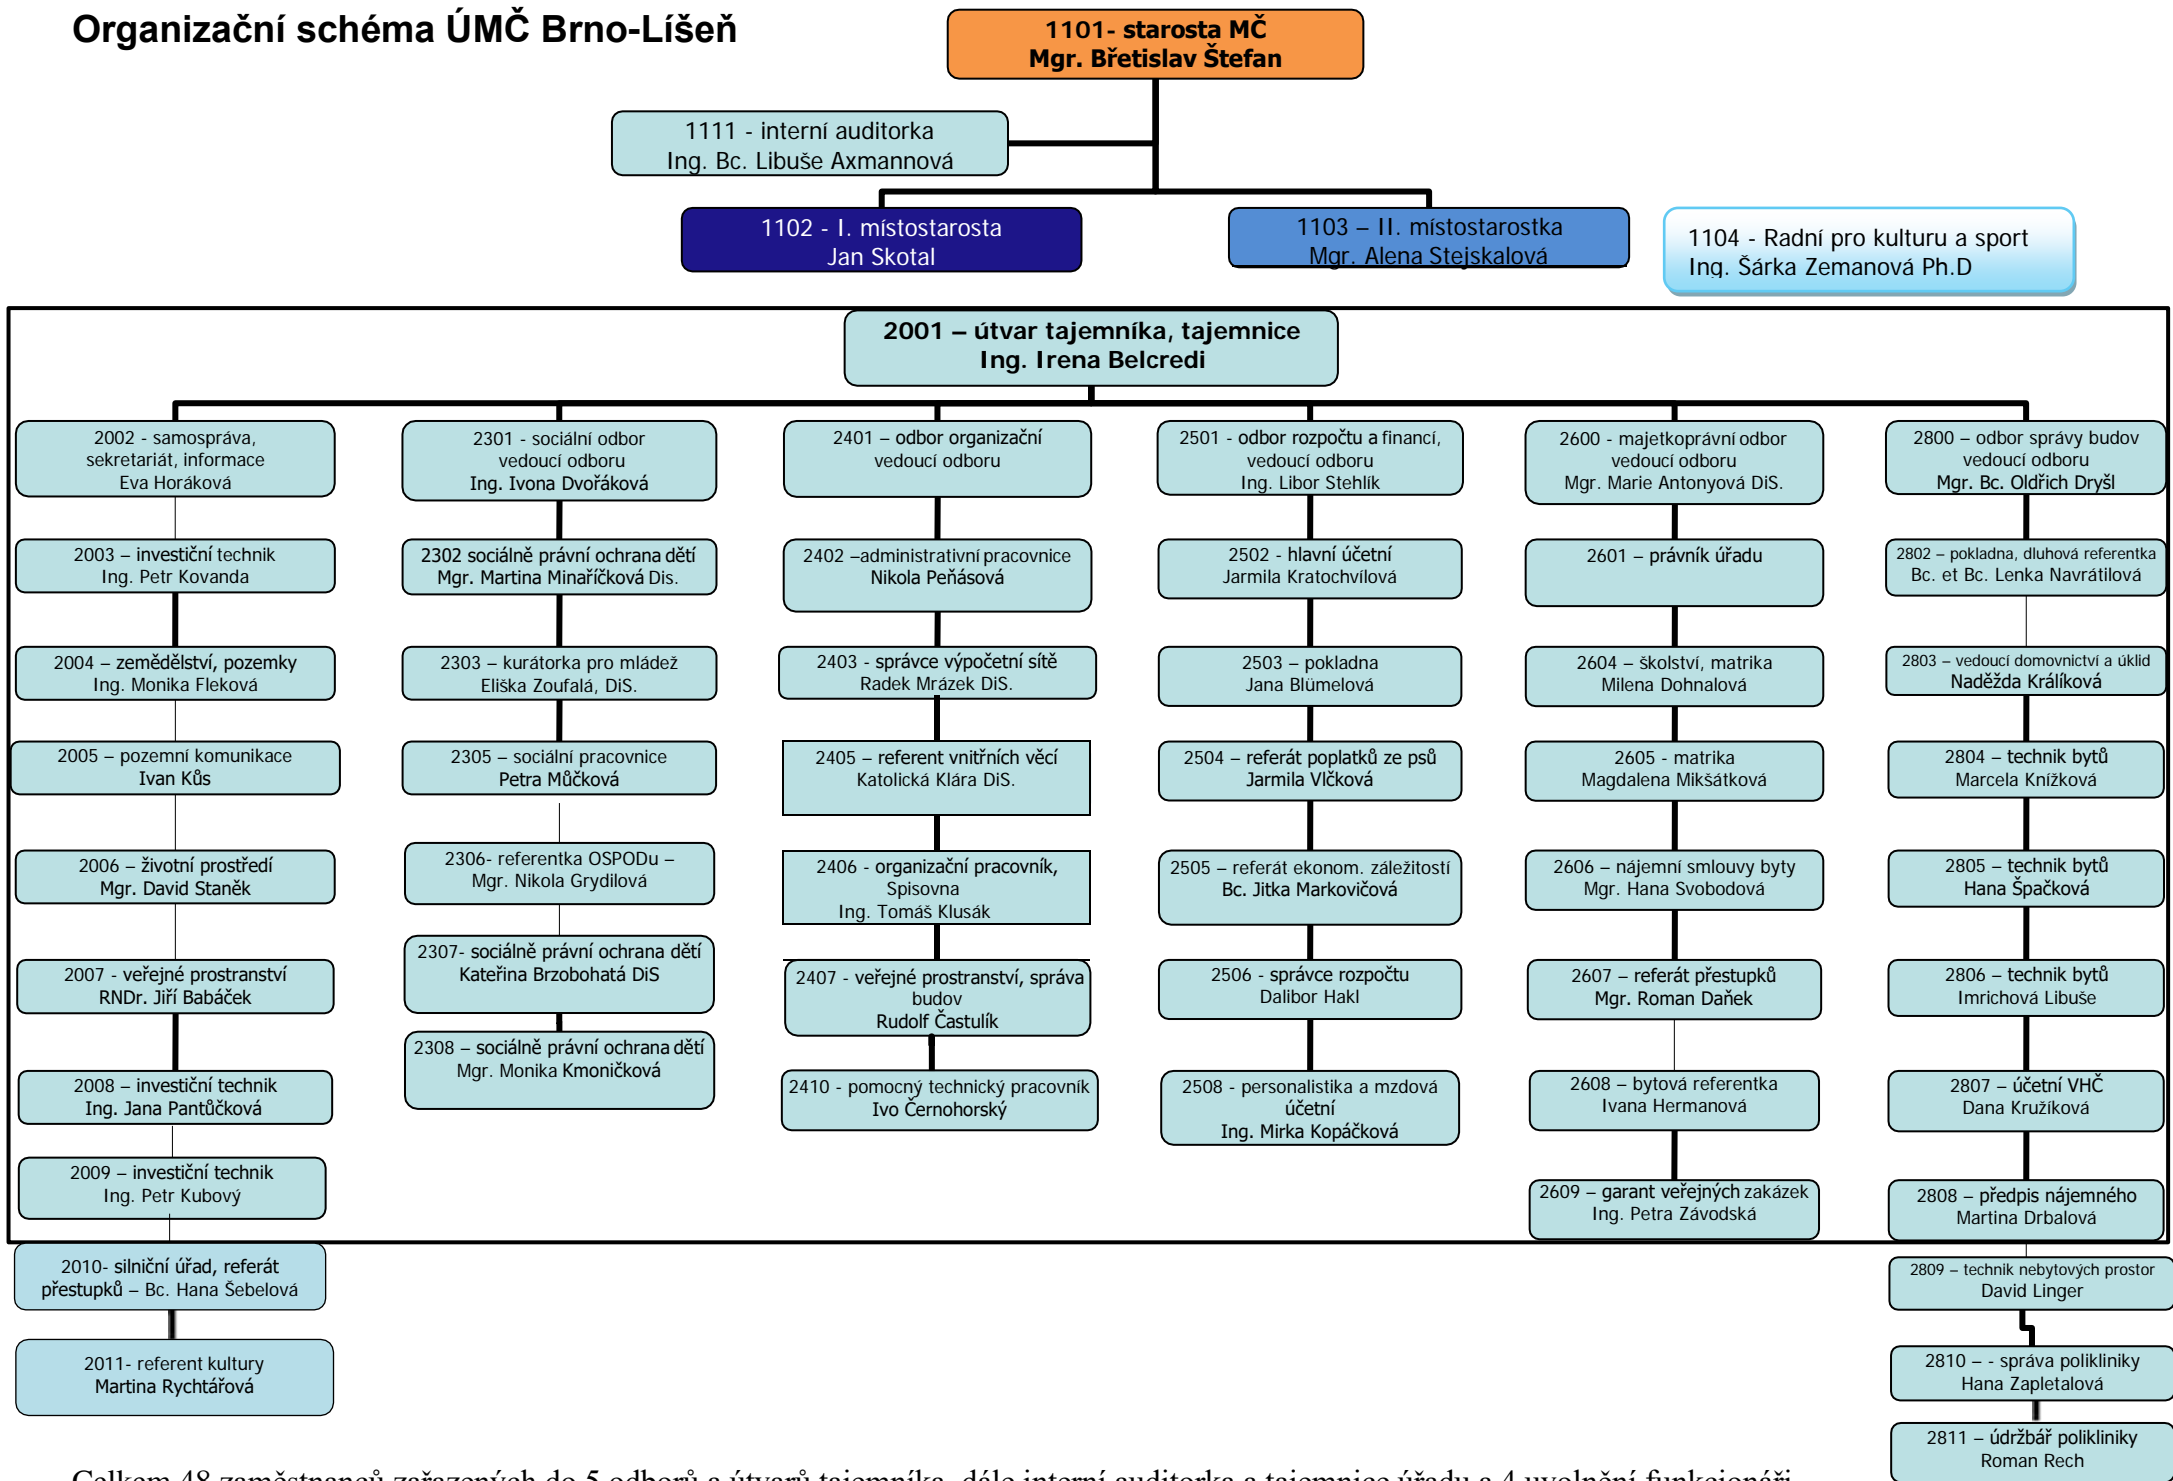 Organizační schéma ÚMČ Brno-Líšeň
1101- starosta MČ
Mgr. Břetislav Štefan
1111 - interní auditorka
Ing. Bc. Libuše Axmannová
1102 - I. místostarosta
Jan Skotal
1103 – II. místostarostka
Mgr. Alena Stejskalová
1104 - Radní pro kulturu a sport
Ing. Šárka Zemanová Ph.D
2001 – útvar tajemníka, tajemnice
Ing. Irena Belcredi
2002 - samospráva,
sekretariát, informace
Eva Horáková
2003 – investiční technik
Ing. Petr Kovanda
2004 – zemědělství, pozemky
Ing. Monika Fleková
2005 – pozemní komunikace
Ivan Kůs
2006 – životní prostředí
Mgr. David Staněk
2007 - veřejné prostranství
RNDr. Jiří Babáček
2008 – investiční technik
Ing. Jana Pantůčková
2009 – investiční technik
Ing. Petr Kubový
2010- silniční úřad, referát
přestupků – Bc. Hana Šebelová
2011- referent kultury
Martina Rychtářová
2301 - sociální odbor
vedoucí odboru
Ing. Ivona Dvořáková
2302 sociálně právní ochrana dětí
Mgr. Martina Minaříčková Dis.
2303 – kurátorka pro mládež
Eliška Zoufalá, DiS.
2305 – sociální pracovnice
Petra Můčková
2306- referentka OSPODu –
Mgr. Nikola Grydilová
2307- sociálně právní ochrana dětí
Kateřina Brzobohatá DiS
2308 – sociálně právní ochrana dětí
Mgr. Monika Kmoničková
2401 – odbor organizační
vedoucí odboru
2402 –administrativní pracovnice
Nikola Peňásová
2403 - správce výpočetní sítě
Radek Mrázek DiS.
2405 – referent vnitřních věcí
Katolická Klára DiS.
2406 - organizační pracovník,
Spisovna
Ing. Tomáš Klusák
2407 - veřejné prostranství, správa
budov
Rudolf Častulík
2410 - pomocný technický pracovník
Ivo Černohorský
2501 - odbor rozpočtu a financí,
vedoucí odboru
Ing. Libor Stehlík
2502 - hlavní účetní
Jarmila Kratochvílová
2503 – pokladna
Jana Blümelová
2504 – referát poplatků ze psů
Jarmila Vlčková
2505 – referát ekonom. záležitostí
Bc. Jitka Markovičová
2506 – správce rozpočtu
Dalibor Hakl
2508 - personalistika a mzdová
účetní
Ing. Mirka Kopáčková
2600 - majetkoprávní odbor
vedoucí odboru
Mgr. Marie Antonyová DiS.
2601 – právník úřadu
2604 – školství, matrika
Milena Dohnalová
2605 - matrika
Magdalena Mikšátková
2606 – nájemní smlouvy byty
Mgr. Hana Svobodová
2607 – referát přestupků
Mgr. Roman Daňek
2608 – bytová referentka
Ivana Hermanová
2609 – garant veřejných zakázek
Ing. Petra Závodská
2800 – odbor správy budov
vedoucí odboru
Mgr. Bc. Oldřich Dryšl
2802 – pokladna, dluhová referentka
Bc. et Bc. Lenka Navrátilová
2803 – vedoucí domovnictví a úklid
Naděžda Králíková
2804 – technik bytů
Marcela Knížková
2805 – technik bytů
Hana Špačková
2806 – technik bytů
Imrichová Libuše
2807 – účetní VHČ
Dana Kružíková
2808 – předpis nájemného
Martina Drbalová
2809 – technik nebytových prostor
David Linger
2810 – - správa polikliniky
Hana Zapletalová
2811 – údržbář polikliniky
Roman Rech
Celkem 48 zaměstnanců zařazených do 5 odborů a útvarů tajemníka, dále interní auditorka a tajemnice úřadu a 4 uvolnění funkcionáři